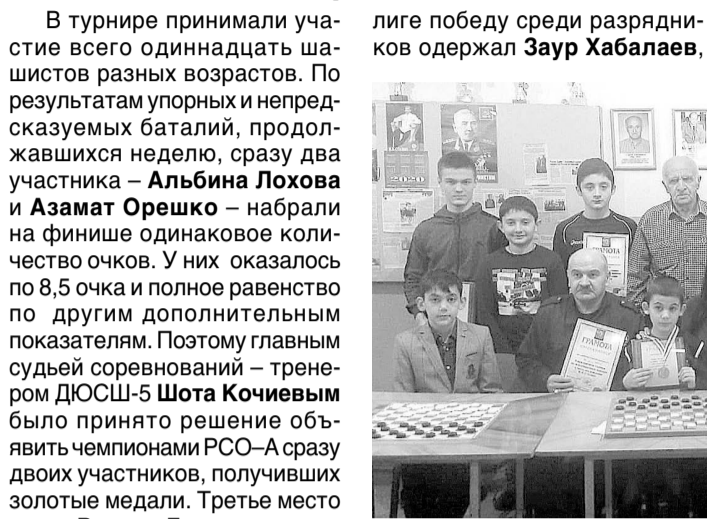 В турнире принимали уча-
стие всего одиннадцать ша-
шистов разных возрастов. По
результатам упорных и непред-
сказуемых баталий, продол-
жавшихся неделю, сразу два
участника – Альбина Лохова
и Азамат Орешко – набрали
на финише одинаковое коли-
чество очков. У них оказалось
по 8,5 очка и полное равенство
по другим дополнительным
показателям. Поэтому главным
судьей соревнований – трене-
ром ДЮСШ-5 Шота Кочиевым
было принято решение объ-
явить чемпионами РСО–А сразу
двоих участников, получивших
золотые медали. Третье место
лиге победу среди разрядни-
ков одержал Заур Хабалаев,
2020
ГРАМОТА
ГРАМОТА